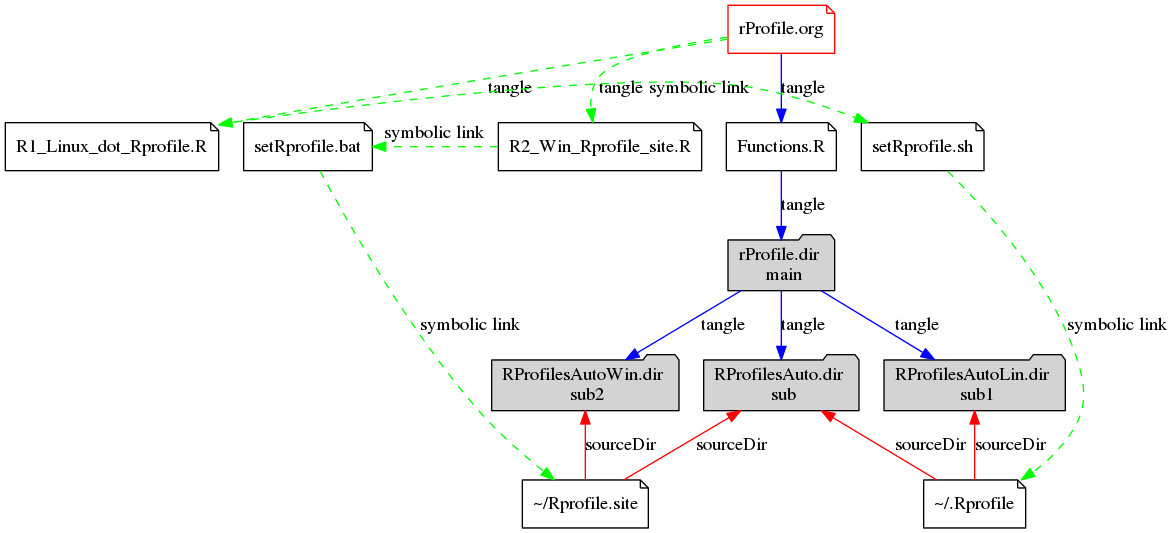 rProfile.org
tangle
tangle
symbolic link
tangle
R1_Linux_dot_Rprofile.R
setRprofile.bat
symbolic link
R2_Win_Rprofile_site.R
Functions.R
setRprofile.sh
tangle
rProfile.dir
main
symbolic link
tangle
tangle
tangle
symbolic link
RProfilesAutoWin.dir
sub2
RProfilesAuto.dir
sub
RProfilesAutoLin.dir
sub1
sourceDir
sourceDir
sourceDir
sourceDir
~/Rprofile.site
~/.Rprofile